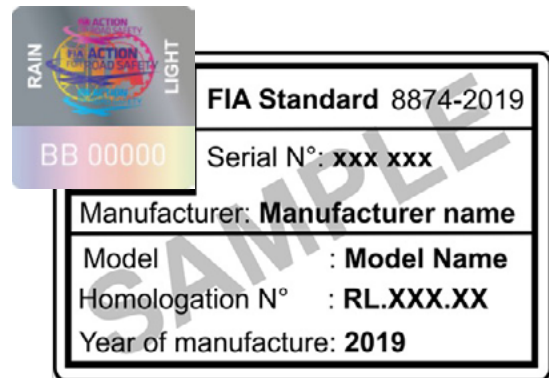 FIA ACTION
FOR ROAD SAFETY
RAIN
LIGHT
BB 00000
FIA Standard 8874-2019
Serial N°: xxx xxx
Manufacturer: Manufacturer name
Model : Model Name
Homologation N° : RL.XXX.XX
Year of manufacture: 2019
SAMPLE